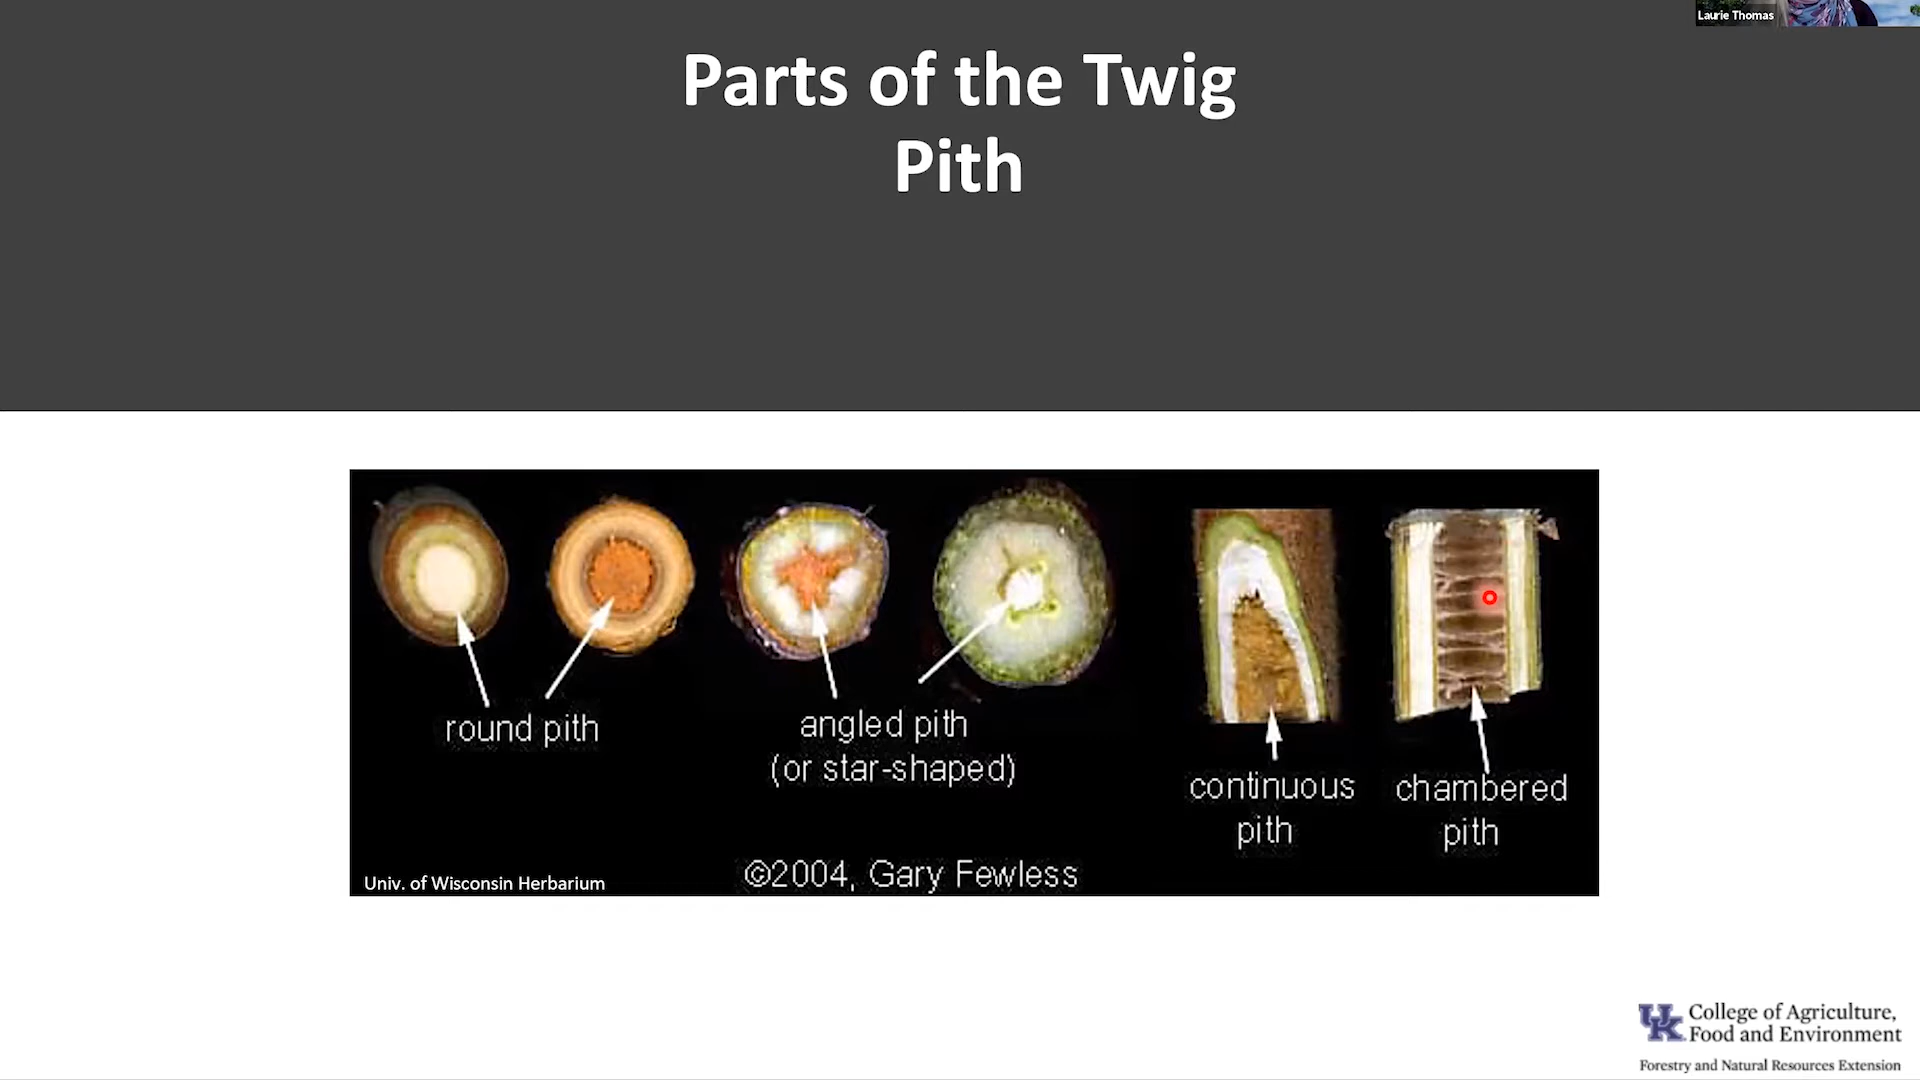 Laurie Thomas
Parts of the Twig
Pith
round pith
angled pith
(or star-shaped)
continuous
pith
chambered
pith
Univ. of Wisconsin Herbarium
©2004, Gary Fewless
UK College of Agriculture,
Food and Environment
Forestry and Natural Resources Extension